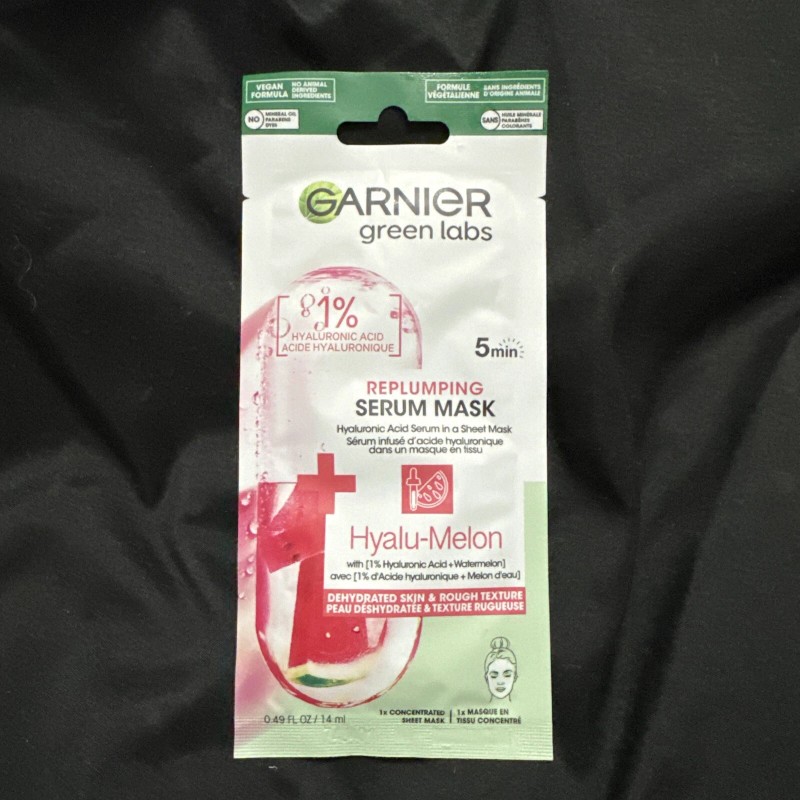 VEGAN FORMULA
NO ANIMAL DERIVED INGREDIENTS
FORMULE VÉGÉTALIENNE
SANS INGRÉDIENTS D'ORIGINE ANIMALE
NO
MINERAL OIL
PARABENS
DYES
SANS
HUILE MINÉRALE
PARABÈNES
COLORANTS
GARNIER
green labs
1%
HYALURONIC ACID
ACIDE HYALURONIQUE
5min
REPLUMPING
SERUM MASK
Hyaluronic Acid Serum in a Sheet Mask
Sérum infusé d'acide hyaluronique
dans un masque en tissu
Hyalu-Melon
with [1% Hyaluronic Acid + Watermelon]
avec [1% d'Acide hyaluronique + Melon d'eau]
DEHYDRATED SKIN & ROUGH TEXTURE
PEAU DÉSHYDRATÉE & TEXTURE RUGUEUSE
0.49 FL OZ / 14 ml
1x CONCENTRATED
SHEET MASK
1x MASQUE EN
TISSU CONCENTRÉ